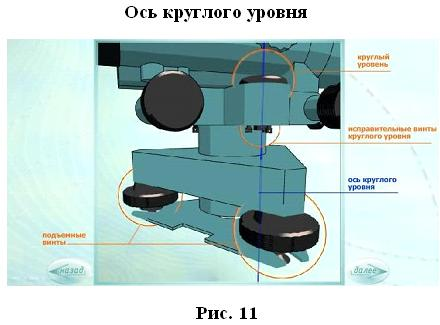 Ось круглого уровня
круглый
уровень
исправительные винты
круглого уровня
ось круглого
уровня
подъемные
винты
назад
далее
Рис. 11